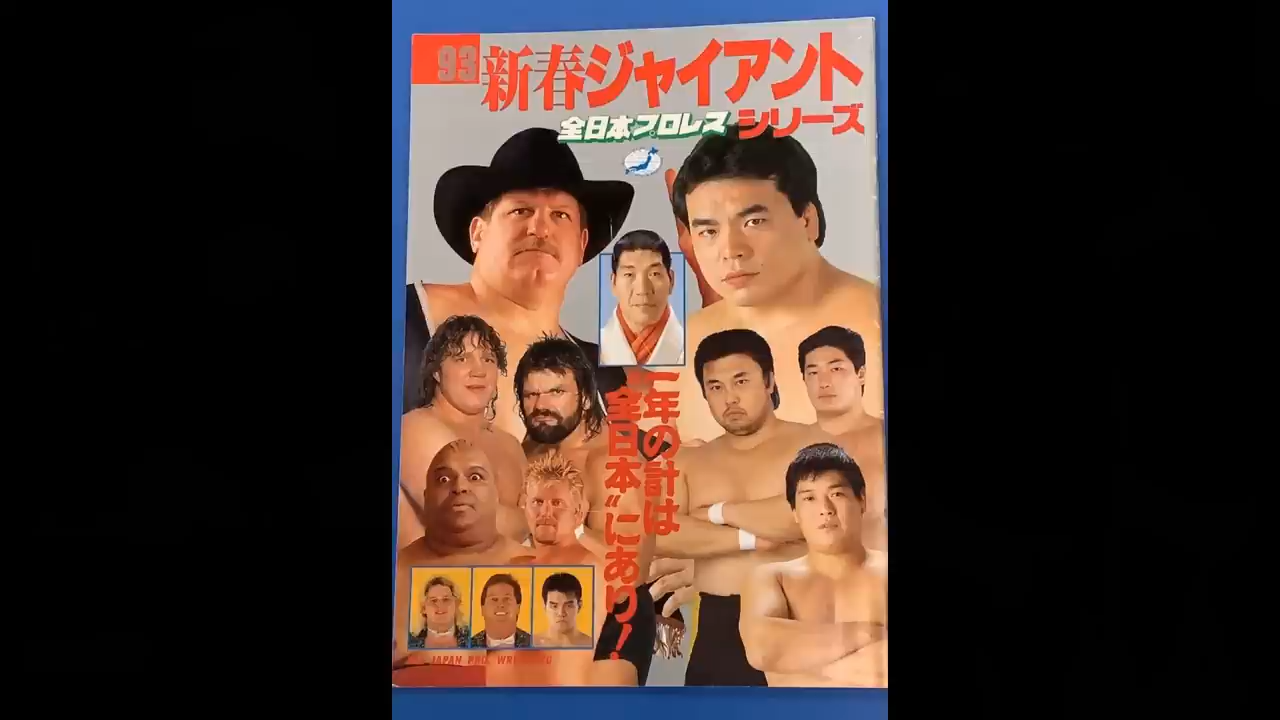 93 新春ジャイアント
シリーズ
全日本プロレス
一年の計は
"全日本"にあり!
JAPAN PRO. WRESTLING